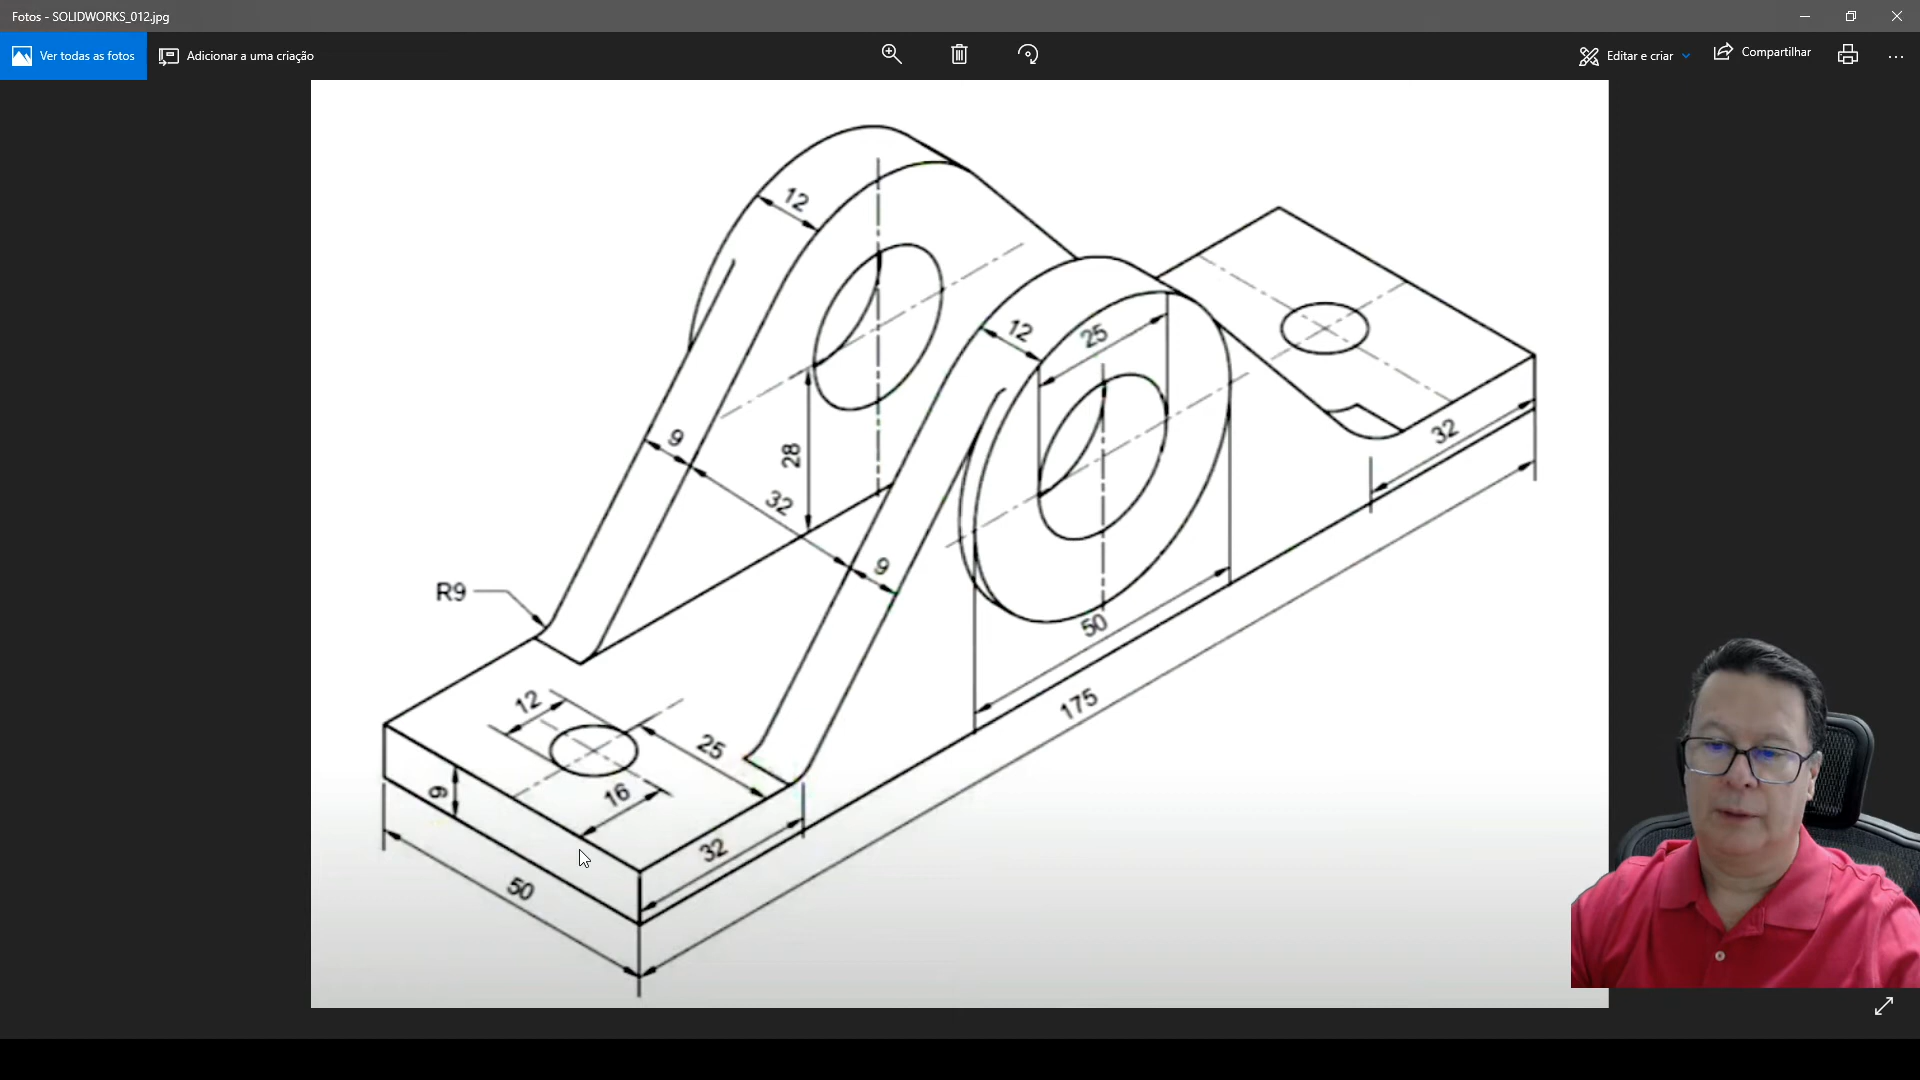 Fotos - SOLIDWORKS_012.jpg
Ver todas as fotos
Adicionar a uma criação
Editar e criar
Compartilhar
12
12
25
9
28
32
32
9
R9
50
12
175
25
16
9
32
50